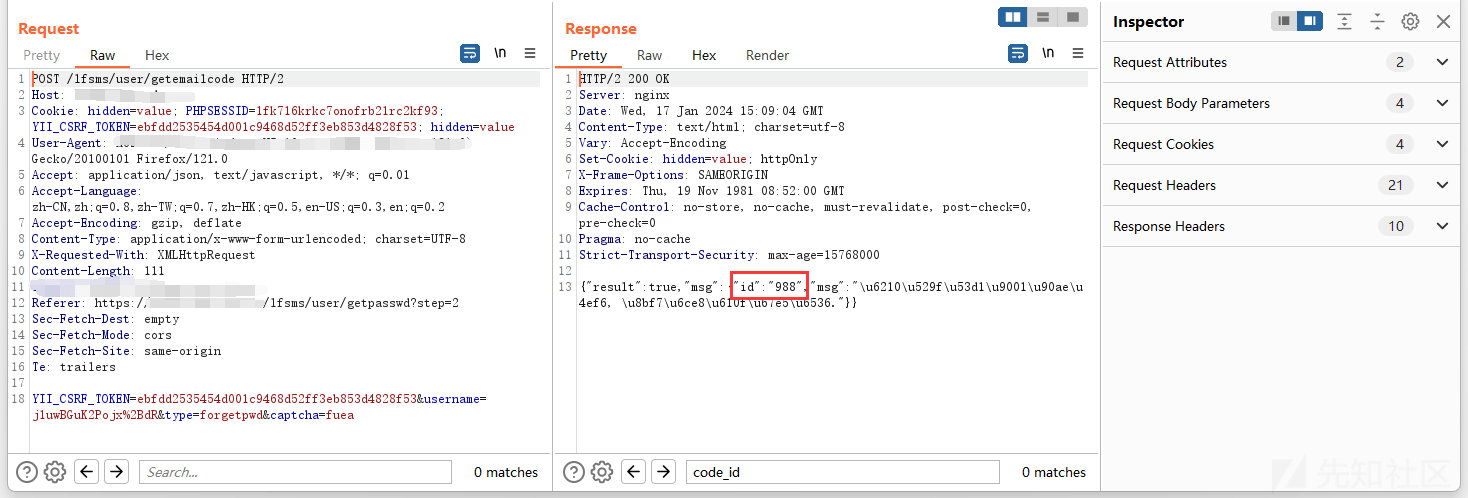 Request
Pretty Raw Hex
\n
1 POST /lfsms/user/getemailcode HTTP/2
2 Host:
3 Cookie: hidden=value; PHPSESSID=1fk716krkc7onofrb21rc2kf93;
YII_CSRF_TOKEN=ebfdd2535454d001c9468d52ff3eb853d4828f53; hidden=value
4 User-Agent:
Gecko/20100101 Firefox/121.0
5 Accept: application/json, text/javascript, */*; q=0.01
6 Accept-Language:
zh-CN,zh;q=0.8,zh-TW;q=0.7,zh-HK;q=0.5,en-US;q=0.3,en;q=0.2
7 Accept-Encoding: gzip, deflate
8 Content-Type: application/x-www-form-urlencoded; charset=UTF-8
9 X-Requested-With: XMLHttpRequest
10 Content-Length: 111
11
12 Referer: https:/ /lfsms/user/getpasswd?step=2
13 Sec-Fetch-Dest: empty
14 Sec-Fetch-Mode: cors
15 Sec-Fetch-Site: same-origin
16 Te: trailers
17
18 YII_CSRF_TOKEN=ebfdd2535454d001c9468d52ff3eb853d4828f53&username=
jluwBGuK2Pojx%2BdR&type=forgetpwd&captcha=fuea
Search...
0 matches
Response
Pretty Raw Hex Render
\n
1 HTTP/2 200 OK
2 Server: nginx
3 Date: Wed, 17 Jan 2024 15:09:04 GMT
4 Content-Type: text/html; charset=utf-8
5 Vary: Accept-Encoding
6 Set-Cookie: hidden=value; httpOnly
7 X-Frame-Options: SAMEORIGIN
8 Expires: Thu, 19 Nov 1981 08:52:00 GMT
9 Cache-Control: no-store, no-cache, must-revalidate, post-check=0,
pre-check=0
10 Pragma: no-cache
11 Strict-Transport-Security: max-age=15768000
12
13 {"result":true,"msg":{"id":"988","msg":"\u6210\u529f\u53d1\u9001\u90ae\u
4ef6, \u8bf7\u6ce8\u610f\u67e5\u6536."}}
code_id
0 matches
Inspector
Request Attributes 2
Request Body Parameters 4
Request Cookies 4
Request Headers 21
Response Headers 10
先知社区